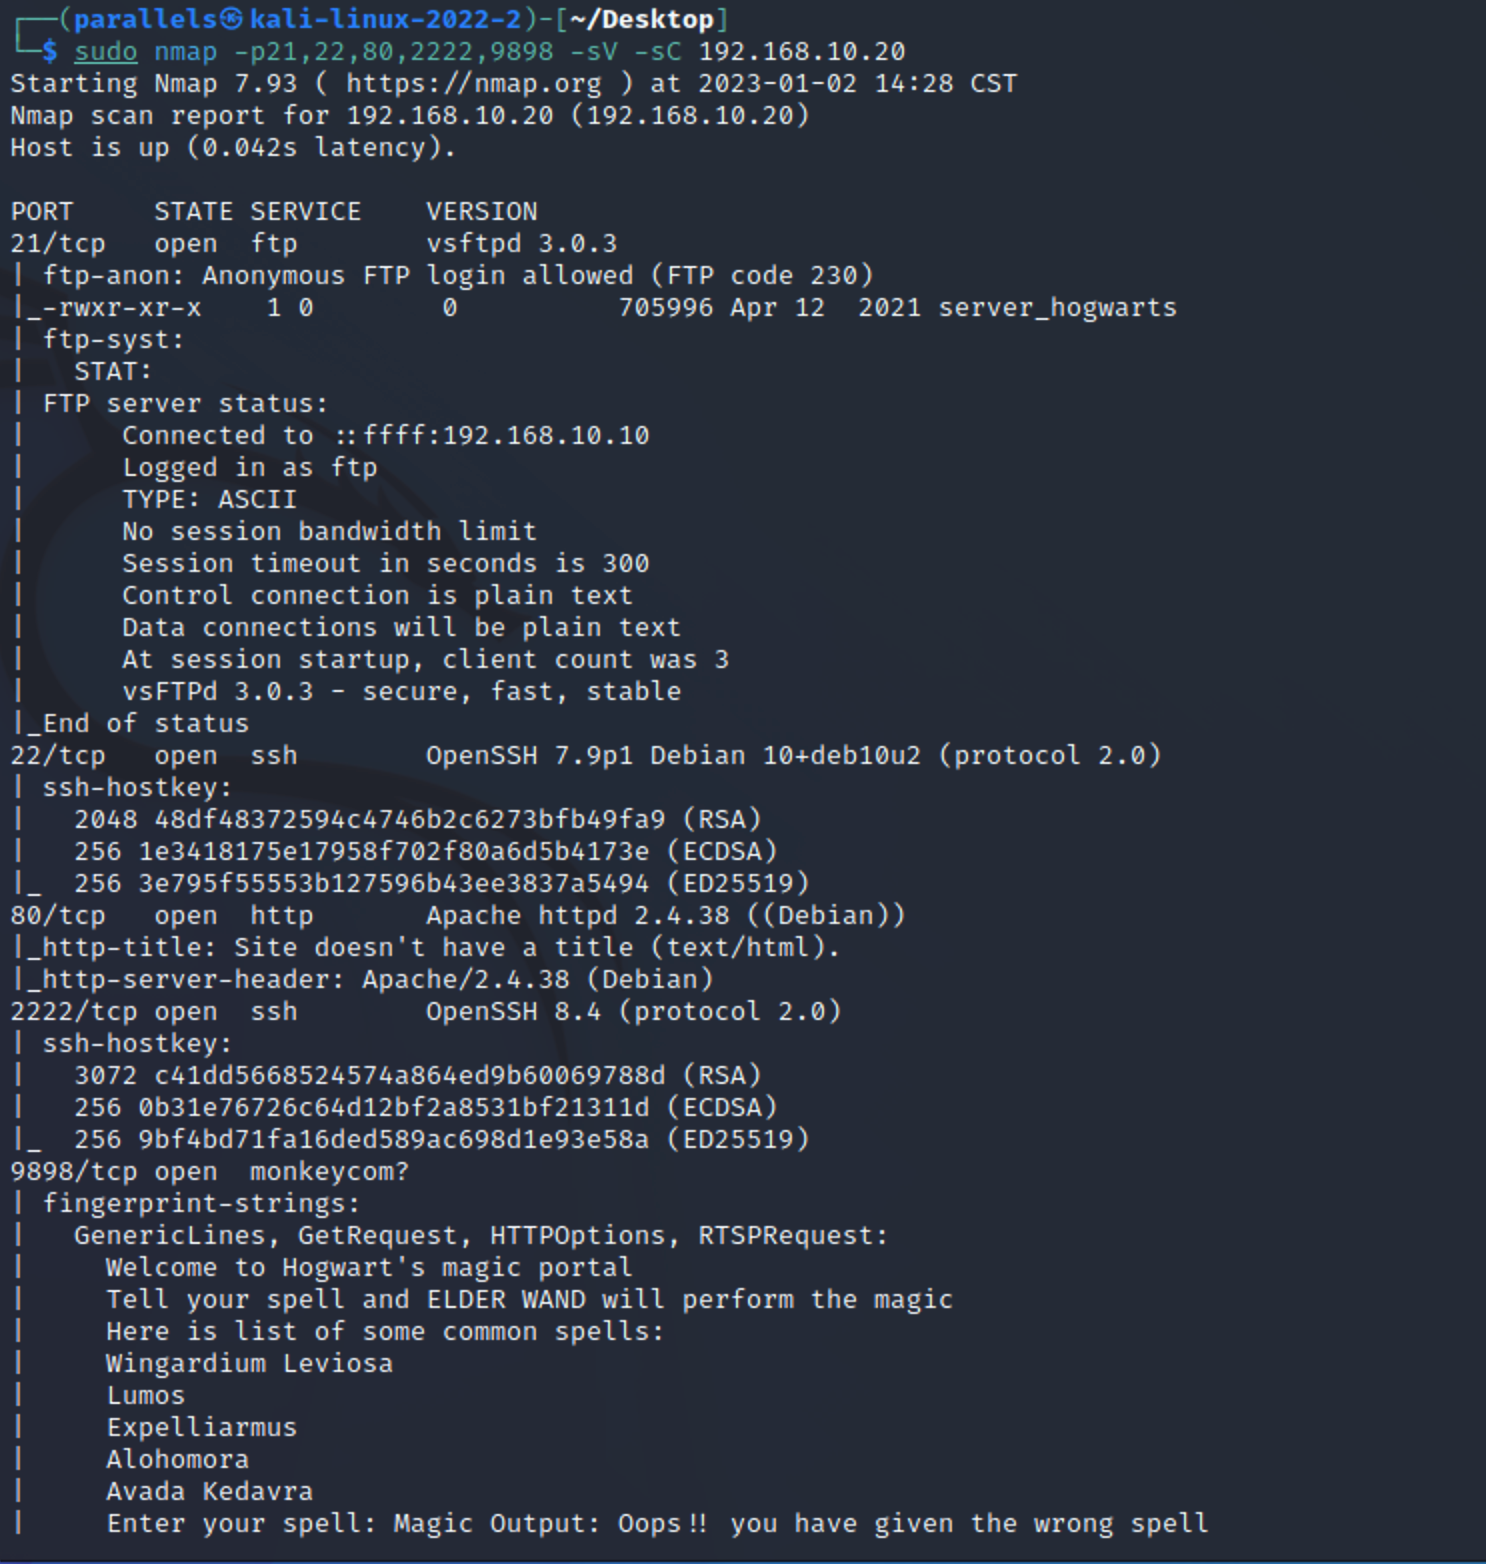 ┌──(parallels㉿kali-linux-2022-2)-[~/Desktop]
└─$ sudo nmap -p21,22,80,2222,9898 -sV -sC 192.168.10.20
Starting Nmap 7.93 ( https://nmap.org ) at 2023-01-02 14:28 CST
Nmap scan report for 192.168.10.20 (192.168.10.20)
Host is up (0.042s latency).

PORT     STATE SERVICE    VERSION
21/tcp   open  ftp        vsftpd 3.0.3
| ftp-anon: Anonymous FTP login allowed (FTP code 230)
|_-rwxr-xr-x    1 0        0          705996 Apr 12  2021 server_hogwarts
| ftp-syst:
|   STAT:
| FTP server status:
|      Connected to ::ffff:192.168.10.10
|      Logged in as ftp
|      TYPE: ASCII
|      No session bandwidth limit
|      Session timeout in seconds is 300
|      Control connection is plain text
|      Data connections will be plain text
|      At session startup, client count was 3
|      vsFTPd 3.0.3 - secure, fast, stable
|_End of status
22/tcp   open  ssh        OpenSSH 7.9p1 Debian 10+deb10u2 (protocol 2.0)
| ssh-hostkey:
|   2048 48df48372594c4746b2c6273bfb49fa9 (RSA)
|   256 1e3418175e17958f702f80a6d5b4173e (ECDSA)
|_  256 3e795f55553b127596b43ee3837a5494 (ED25519)
80/tcp   open  http       Apache httpd 2.4.38 ((Debian))
|_http-title: Site doesn't have a title (text/html).
|_http-server-header: Apache/2.4.38 (Debian)
2222/tcp open  ssh        OpenSSH 8.4 (protocol 2.0)
| ssh-hostkey:
|   3072 c41dd5668524574a864ed9b60069788d (RSA)
|   256 0b31e76726c64d12bf2a8531bf21311d (ECDSA)
|_  256 9bf4bd71fa16ded589ac698d1e93e58a (ED25519)
9898/tcp open  monkeycom?
| fingerprint-strings:
|   GenericLines, GetRequest, HTTPOptions, RTSPRequest:
|     Welcome to Hogwart's magic portal
|     Tell your spell and ELDER WAND will perform the magic
|     Here is list of some common spells:
|     Wingardium Leviosa
|     Lumos
|     Expelliarmus
|     Alohomora
|     Avada Kedavra
|     Enter your spell: Magic Output: Oops!! you have given the wrong spell